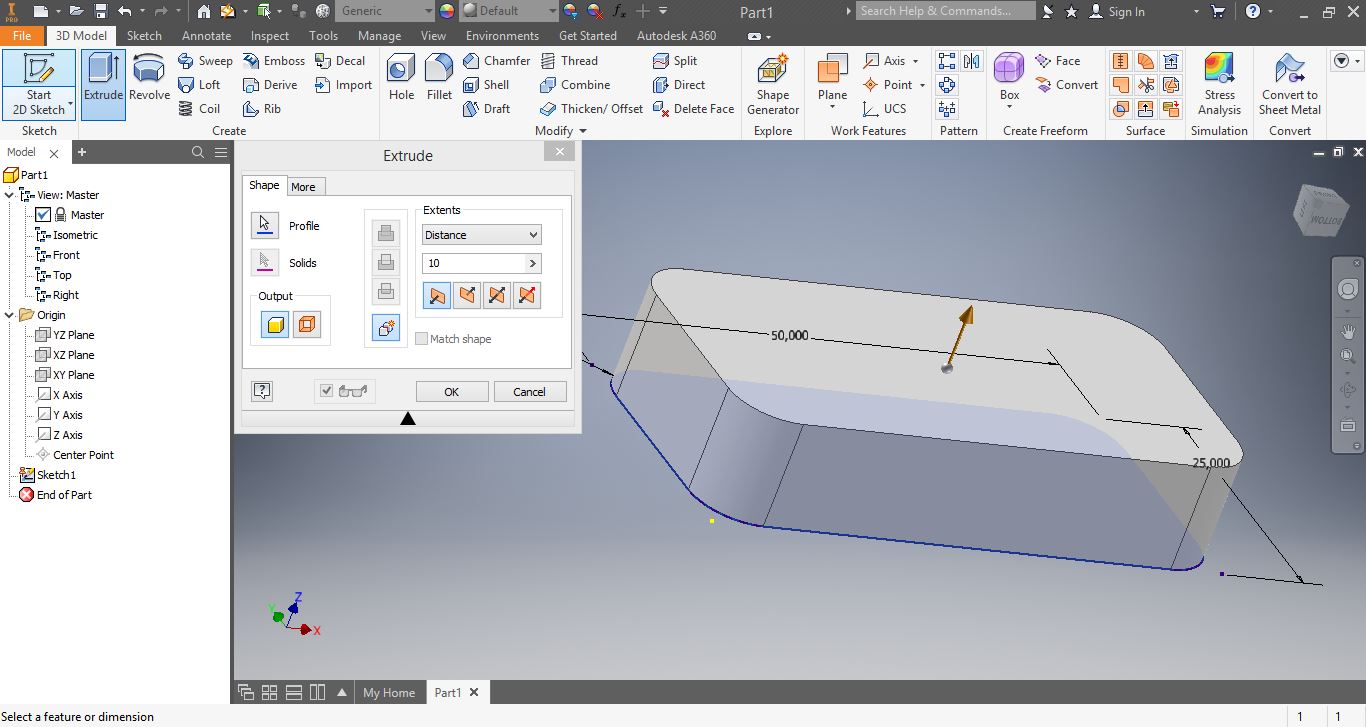 PRO
Generic
Default
fx
Part1
Search Help & Commands...
Sign In
File
3D Model
Sketch
Annotate
Inspect
Tools
Manage
View
Environments
Get Started
Autodesk A360
Start
2D Sketch
Extrude
Revolve
Sweep
Emboss
Decal
Loft
Derive
Import
Coil
Rib
Hole
Fillet
Chamfer
Thread
Split
Shell
Combine
Direct
Draft
Thicken/ Offset
Delete Face
Shape
Generator
Plane
Axis
Point
UCS
Box
Face
Convert
Stress
Analysis
Convert to
Sheet Metal
Sketch
Create
Modify
Explore
Work Features
Pattern
Create Freeform
Surface
Simulation
Convert
Model
Part1
View: Master
Master
Isometric
Front
Top
Right
Origin
YZ Plane
XZ Plane
XY Plane
X Axis
Y Axis
Z Axis
Center Point
Sketch1
End of Part
Extrude
Shape
More
Profile
Solids
Output
Extents
Distance
10
Match shape
OK
Cancel
50,000
25,000
BOTTOM
Z
Y
X
My Home
Part1
Select a feature or dimension
1
1